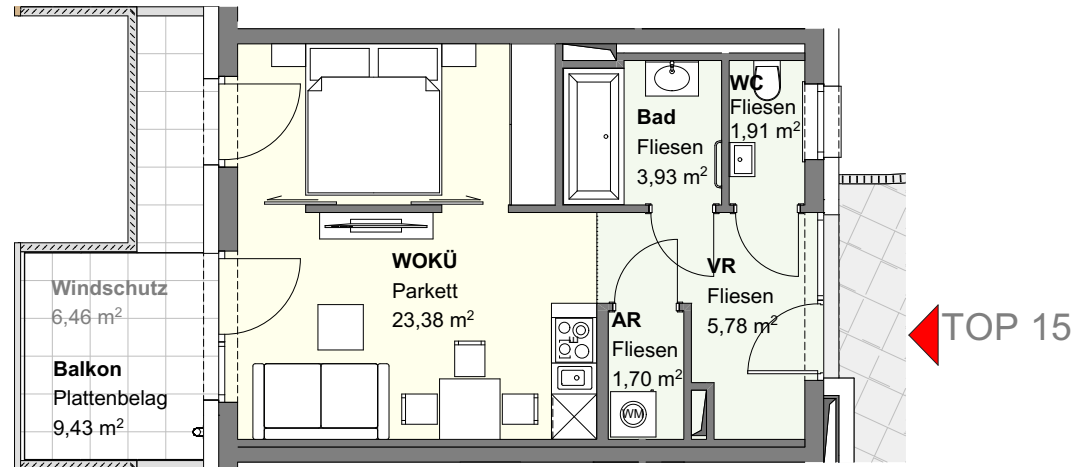 WC
Fliesen
1,91 m²
Bad
Fliesen
3,93 m²
WOKÜ
Parkett
23,38 m²
VR
Fliesen
5,78 m²
Windschutz
6,46 m²
AR
Fliesen
1,70 m²
TOP 15
Balkon
Plattenbelag
9,43 m²
WM